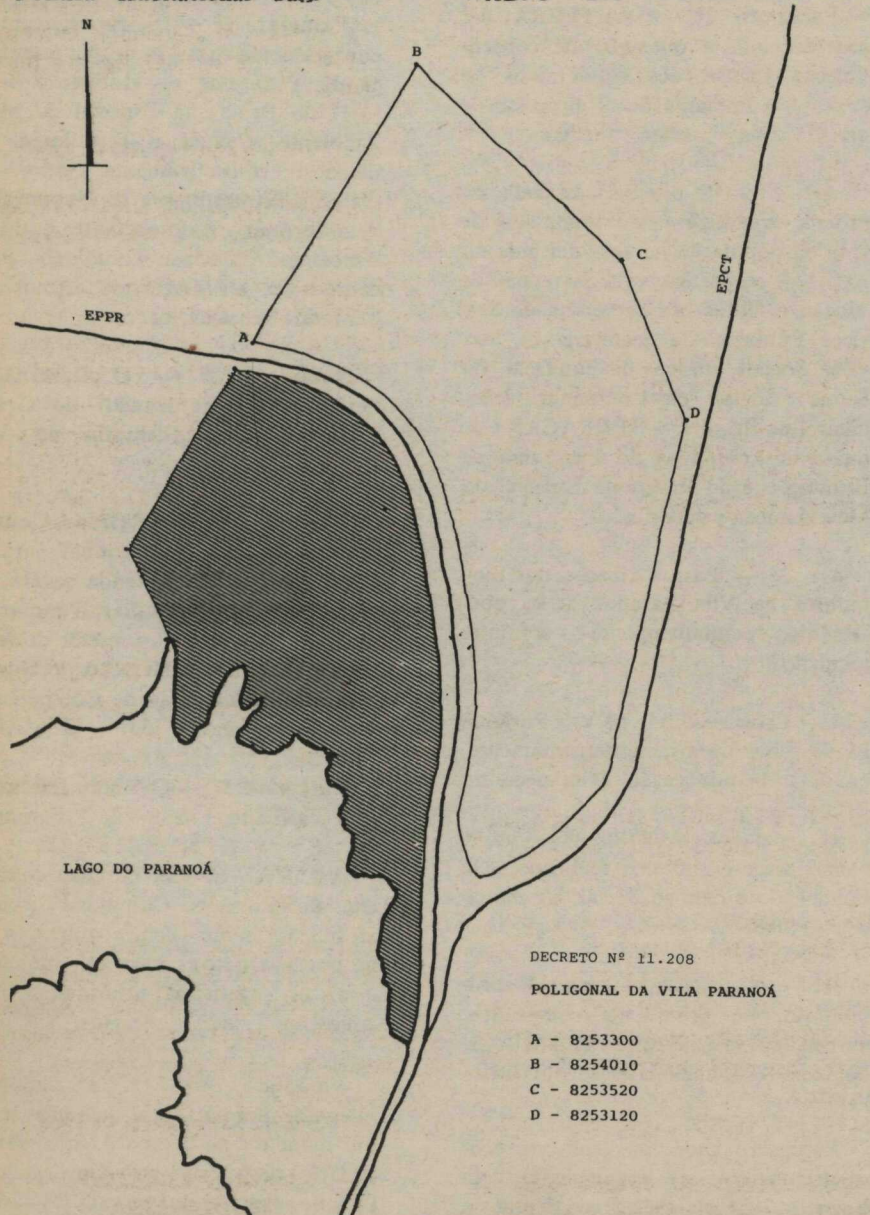 N
B
C
EPCT
EPPR
A
D
LAGO DO PARANOÁ
DECRETO Nº 11.208
POLIGONAL DA VILA PARANOÁ
A - 8253300
B - 8254010
C - 8253520
D - 8253120